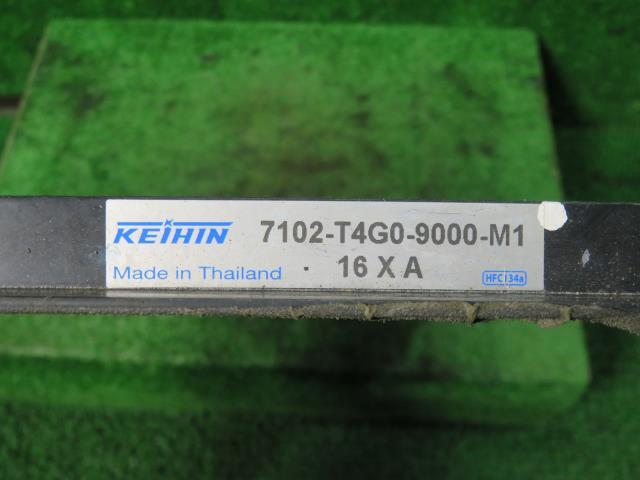 KEIHIN 7102-T4G0-9000-M1
Made in Thailand 16 X A HFC134a